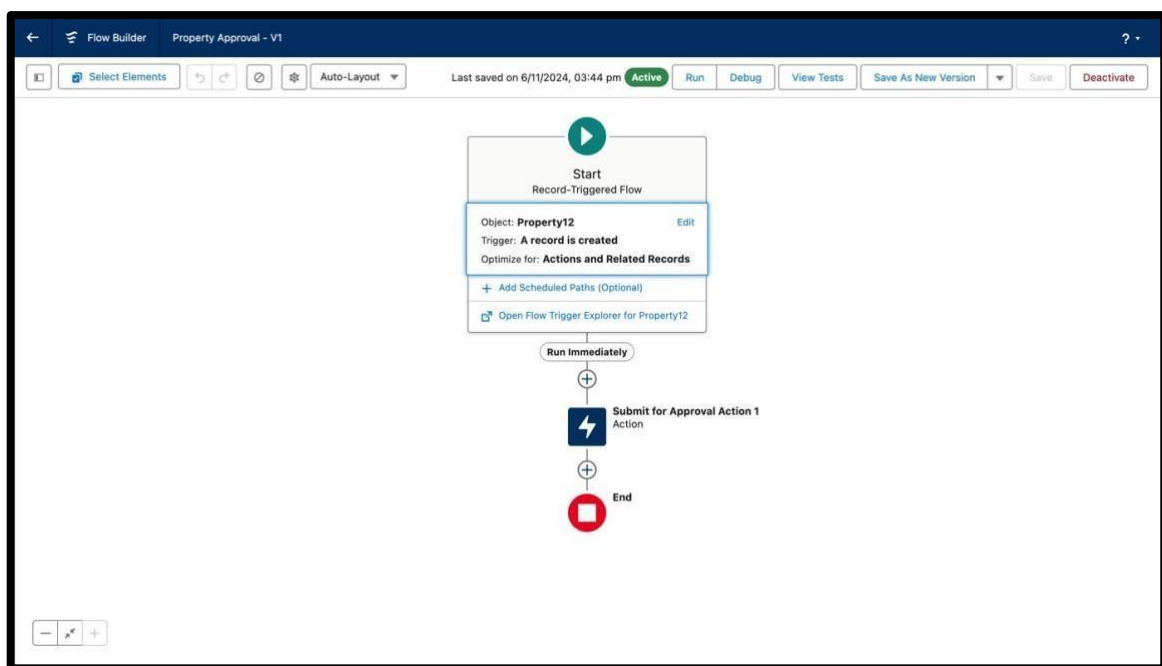 Flow Builder Property Approval - V1 ?
Select Elements Auto-Layout Last saved on 6/11/2024, 03:44 pm Active Run Debug View Tests Save As New Version Save Deactivate
Start
Record-Triggered Flow
Object: Property12 Edit
Trigger: A record is created
Optimize for: Actions and Related Records
+ Add Scheduled Paths (Optional)
Open Flow Trigger Explorer for Property12
Run Immediately
Submit for Approval Action 1
Action
End